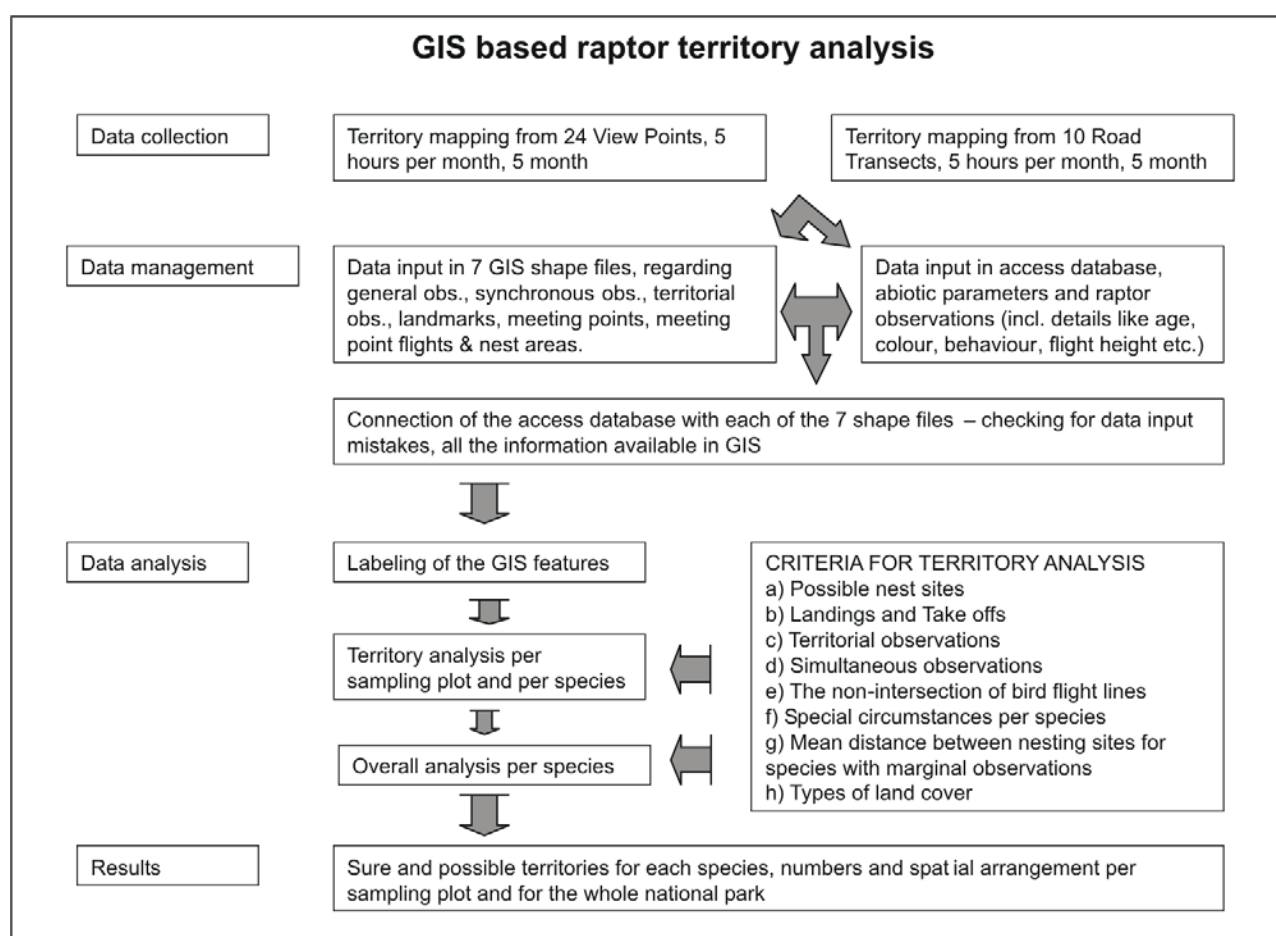 GIS based raptor territory analysis
Data collection
Territory mapping from 24 View Points, 5
hours per month, 5 month
Territory mapping from 10 Road
Transects, 5 hours per month, 5 month
Data management
Data input in 7 GIS shape files, regarding
general obs., synchronous obs., territorial
obs., landmarks, meeting points, meeting
point flights & nest areas.
Data input in access database,
abiotic parameters and raptor
observations (incl. details like age,
colour, behaviour, flight height etc.)
Connection of the access database with each of the 7 shape files – checking for data input
mistakes, all the information available in GIS
Data analysis
Labeling of the GIS features
Territory analysis per
sampling plot and per species
Overall analysis per species
CRITERIA FOR TERRITORY ANALYSIS
a) Possible nest sites
b) Landings and Take offs
c) Territorial observations
d) Simultaneous observations
e) The non-intersection of bird flight lines
f) Special circumstances per species
g) Mean distance between nesting sites for
species with marginal observations
h) Types of land cover
Results
Sure and possible territories for each species, numbers and spatial arrangement per
sampling plot and for the whole national park